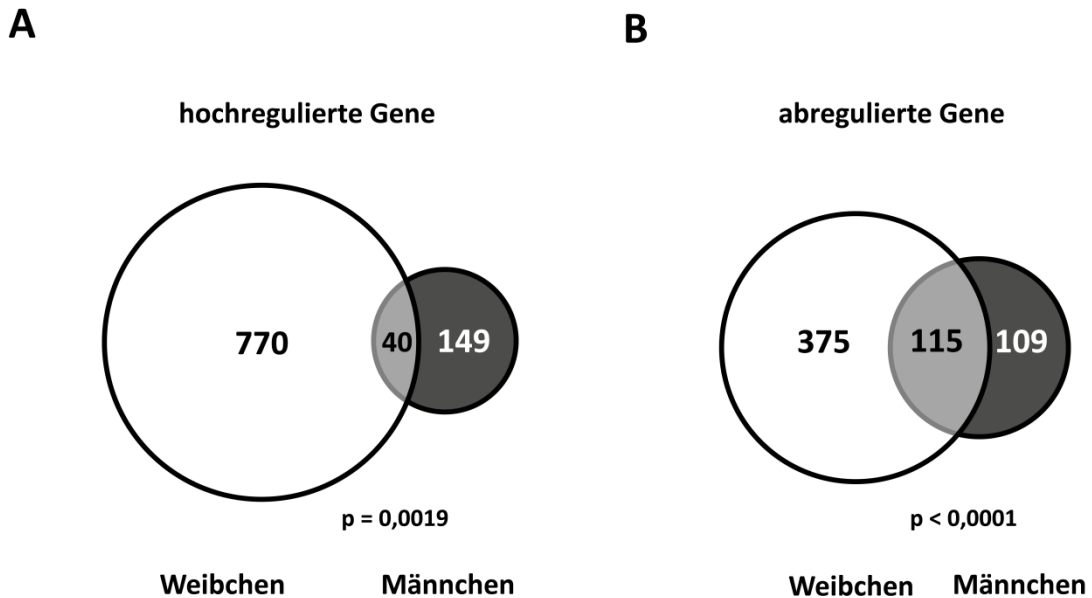 A
hochregulierte Gene
770
40
149
p = 0,0019
Weibchen
Männchen
B
abregulierte Gene
375
115
109
p < 0,0001
Weibchen
Männchen